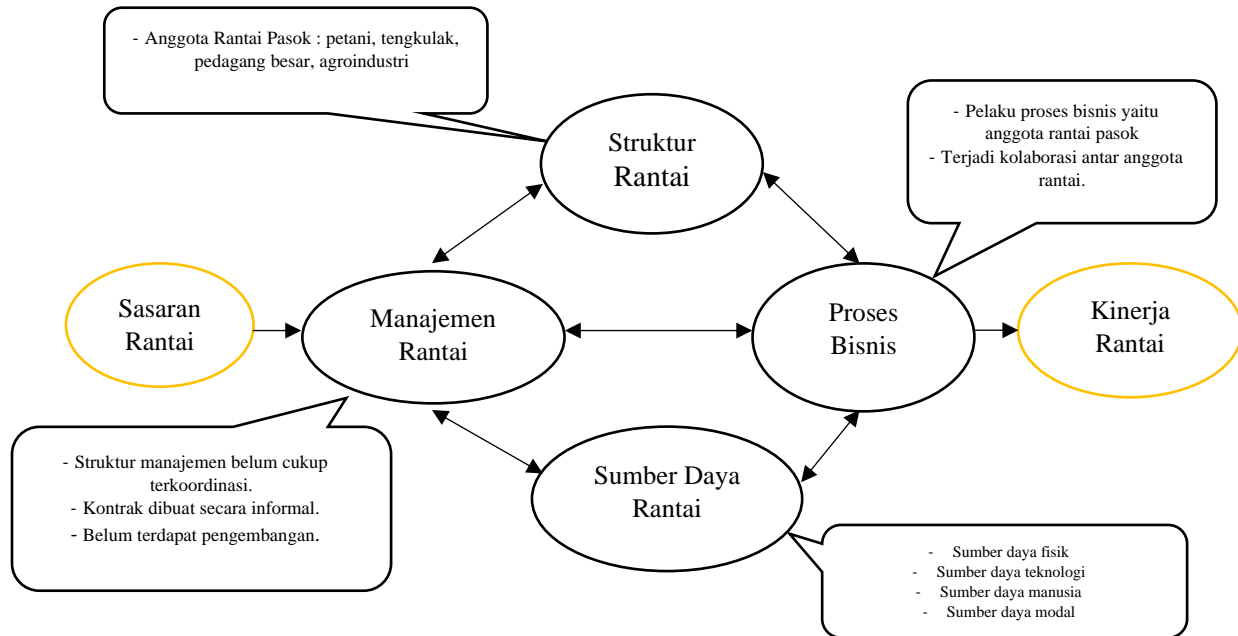 - Anggota Rantai Pasok : petani, tengkulak,
pedagang besar, agroindustri
- Pelaku proses bisnis yaitu
anggota rantai pasok
- Terjadi kolaborasi antar anggota
rantai.
Struktur
Rantai
Sasaran
Rantai
Manajemen
Rantai
Proses
Bisnis
Kinerja
Rantai
- Struktur manajemen belum cukup
terkoordinasi.
- Kontrak dibuat secara informal.
- Belum terdapat pengembangan.
Sumber Daya
Rantai
- Sumber daya fisik
- Sumber daya teknologi
- Sumber daya manusia
- Sumber daya modal